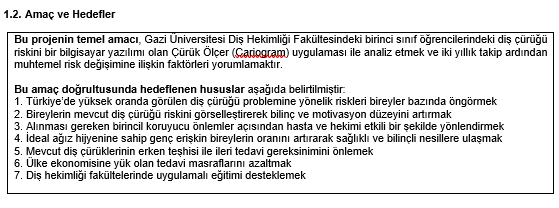 1.2. Amaç ve Hedefler
Bu projenin temel amacı, Gazi Üniversitesi Diş Hekimliği Fakültesindeki birinci sınıf öğrencilerindeki diş çürüğü
riskini bir bilgisayar yazılımı olan Çürük Ölçer (Cariogram) uygulaması ile analiz etmek ve iki yıllık takip ardından
muhtemel risk değişimine ilişkin faktörleri yorumlamaktır.
Bu amaç doğrultusunda hedeflenen hususlar aşağıda belirtilmiştir:
1. Türkiye'de yüksek oranda görülen diş çürüğü problemine yönelik riskleri bireyler bazında öngörmek
2. Bireylerin mevcut diş çürüğü riskini görselleştirerek bilinç ve motivasyon düzeyini artırmak
3. Alınması gereken birincil koruyucu önlemler açısından hasta ve hekimi etkili bir şekilde yönlendirmek
4. İdeal ağız hijyenine sahip genç erişkin bireylerin oranını artırarak sağlıklı ve bilinçli nesillere ulaşmak
5. Mevcut diş çürüklerinin erken teşhisi ile ileri tedavi gereksinimini önlemek
6. Ülke ekonomisine yük olan tedavi masraflarını azaltmak
7. Diş hekimliği fakültelerinde uygulamalı eğitimi desteklemek